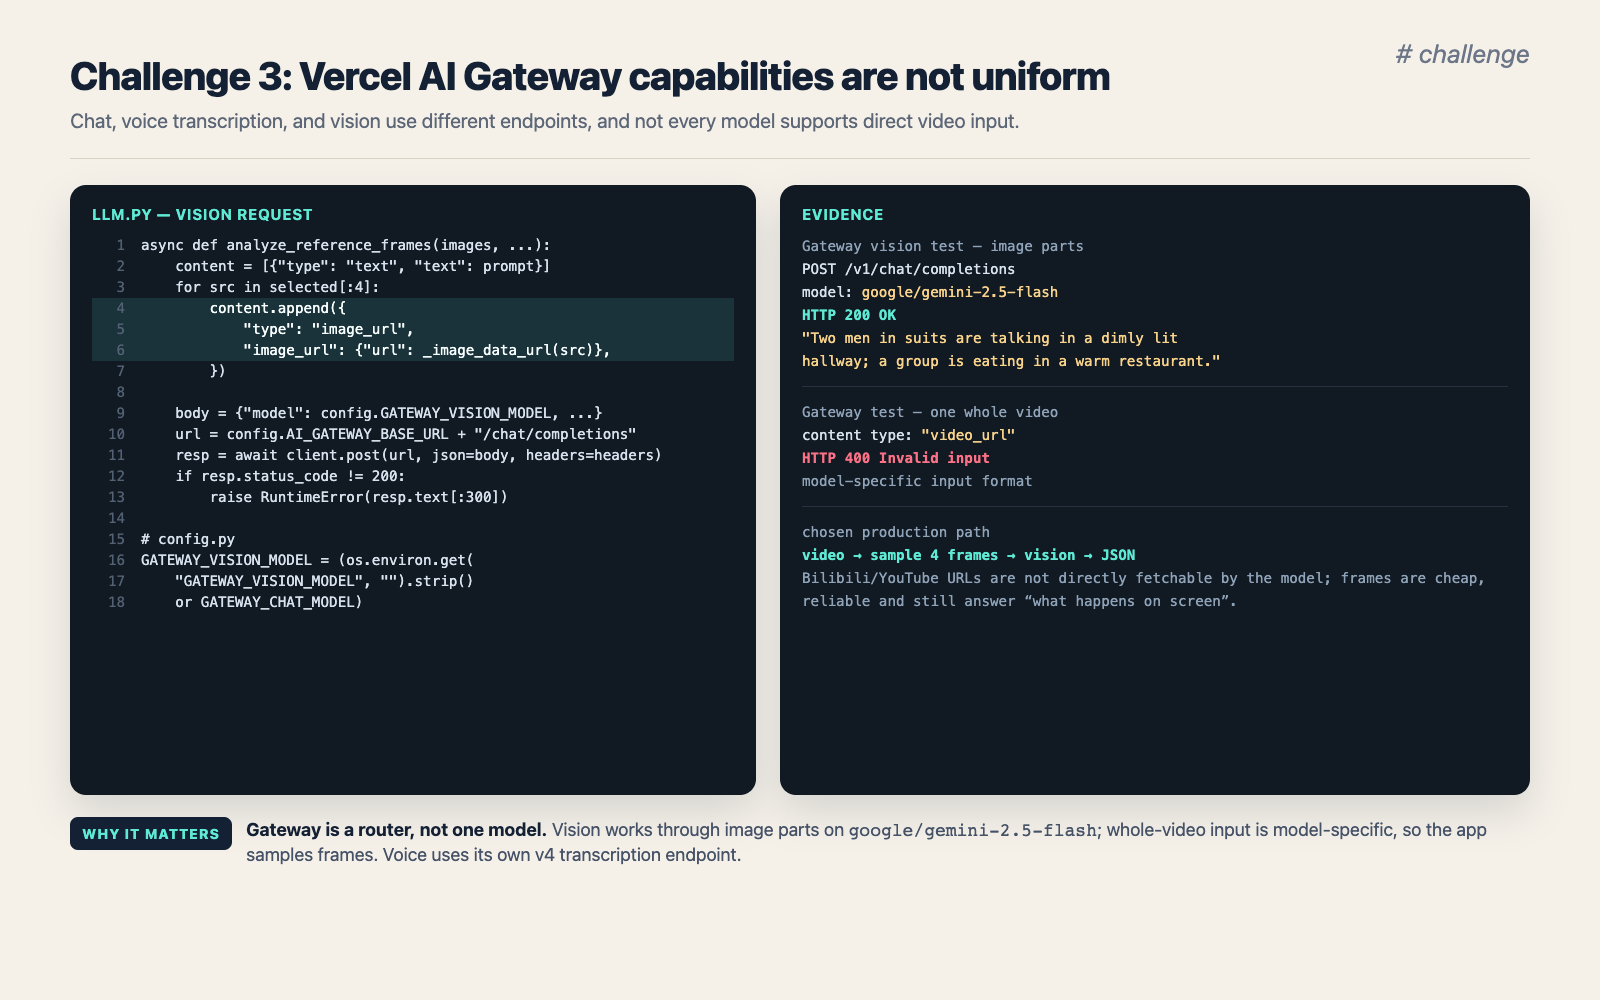 # challenge
Challenge 3: Vercel AI Gateway capabilities are not uniform
Chat, voice transcription, and vision use different endpoints, and not every model supports direct video input.
LLM.PY — VISION REQUEST
1 async def analyze_reference_frames(images, ...):
2     content = [{"type": "text", "text": prompt}]
3     for src in selected[:4]:
4         content.append({
5             "type": "image_url",
6             "image_url": {"url": _image_data_url(src)},
7         })
8
9     body = {"model": config.GATEWAY_VISION_MODEL, ...}
10     url = config.AI_GATEWAY_BASE_URL + "/chat/completions"
11     resp = await client.post(url, json=body, headers=headers)
12     if resp.status_code != 200:
13         raise RuntimeError(resp.text[:300])
14
15 # config.py
16 GATEWAY_VISION_MODEL = (os.environ.get(
17     "GATEWAY_VISION_MODEL", "").strip()
18     or GATEWAY_CHAT_MODEL)
EVIDENCE
Gateway vision test — image parts
POST /v1/chat/completions
model: google/gemini-2.5-flash
HTTP 200 OK
"Two men in suits are talking in a dimly lit
hallway; a group is eating in a warm restaurant."
Gateway test — one whole video
content type: "video_url"
HTTP 400 Invalid input
model-specific input format
chosen production path
video → sample 4 frames → vision → JSON
Bilibili/YouTube URLs are not directly fetchable by the model; frames are cheap,
reliable and still answer “what happens on screen”.
WHY IT MATTERS
Gateway is a router, not one model. Vision works through image parts on google/gemini-2.5-flash; whole-video input is model-specific, so the app
samples frames. Voice uses its own v4 transcription endpoint.